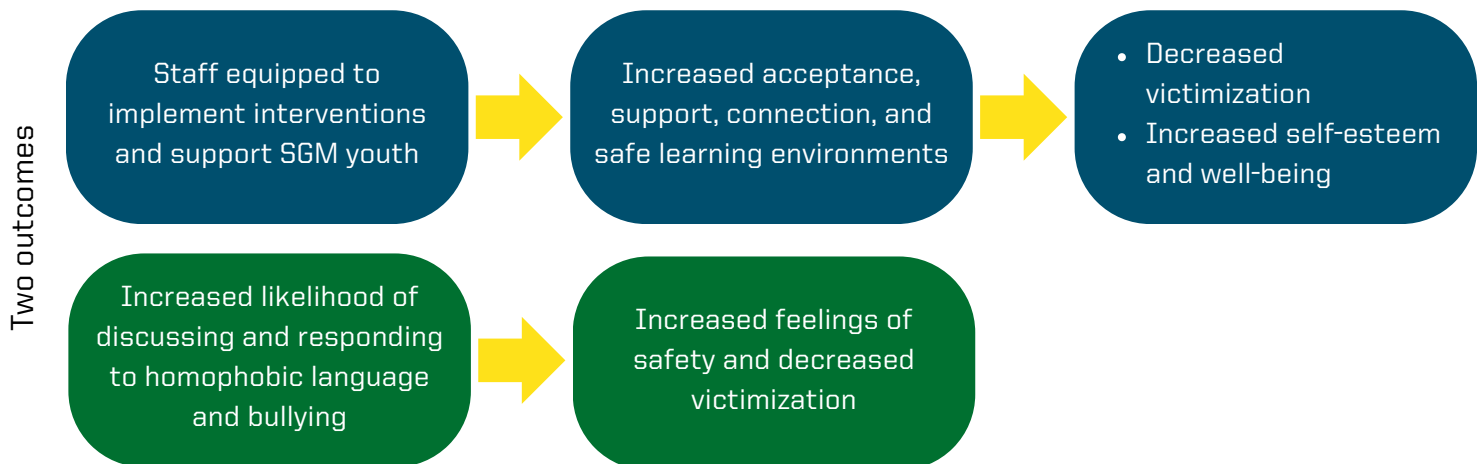 Two outcomes
Staff equipped to
implement interventions
and support SGM youth
Increased acceptance,
support, connection, and
safe learning environments
• Decreased
victimization
• Increased self-esteem
and well-being
Increased likelihood of
discussing and responding
to homophobic language
and bullying
Increased feelings of
safety and decreased
victimization